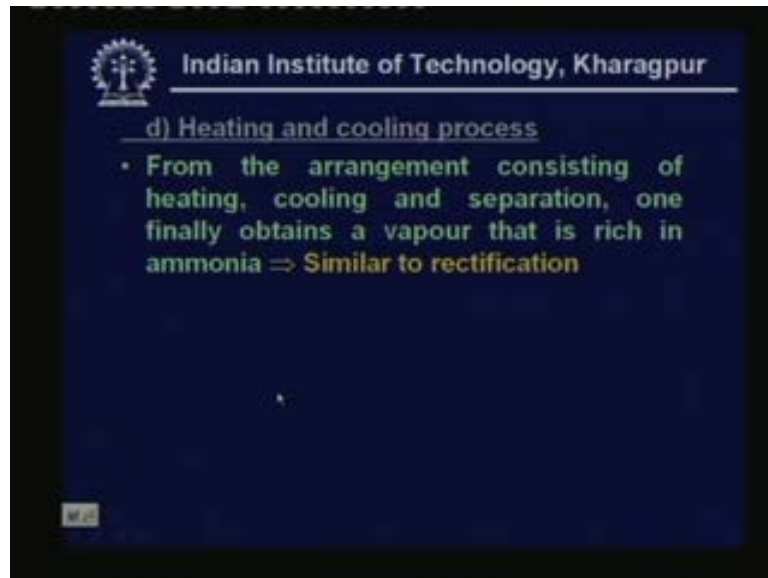 Indian Institute of Technology, Kharagpur
d) Heating and cooling process
• From the arrangement consisting of
heating, cooling and separation, one
finally obtains a vapour that is rich in
ammonia ⇒ Similar to rectification